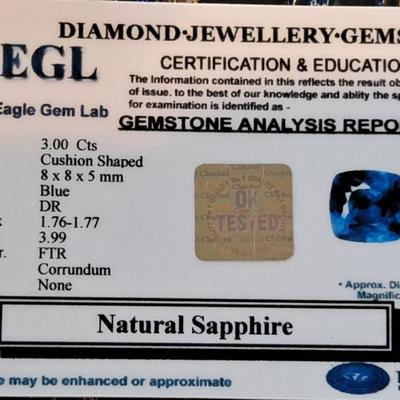 DIAMOND·JEWELLERY·GEMS
EGL
CERTIFICATION & EDUCATIO
The Information contained in this reflects the result ob
of issue. to the best of our knowledge and ablity the s
for examination is identified as -
Eagle Gem Lab
GEMSTONE ANALYSIS REPO
3.00 Cts
Cushion Shaped
8 x 8 x 5 mm
Blue
DR
x 1.76-1.77
3.99
r. FTR
Corrundum
None
Checked
OK
TESTED
• Approx. Di
Magnific
Natural Sapphire
e may be enhanced or approximate